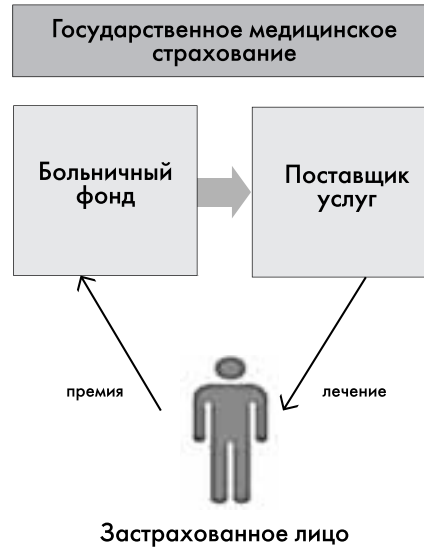 Государственное медицинское
страхование
Больничный
фонд
Поставщик
услуг
премия
лечение
Застрахованное лицо